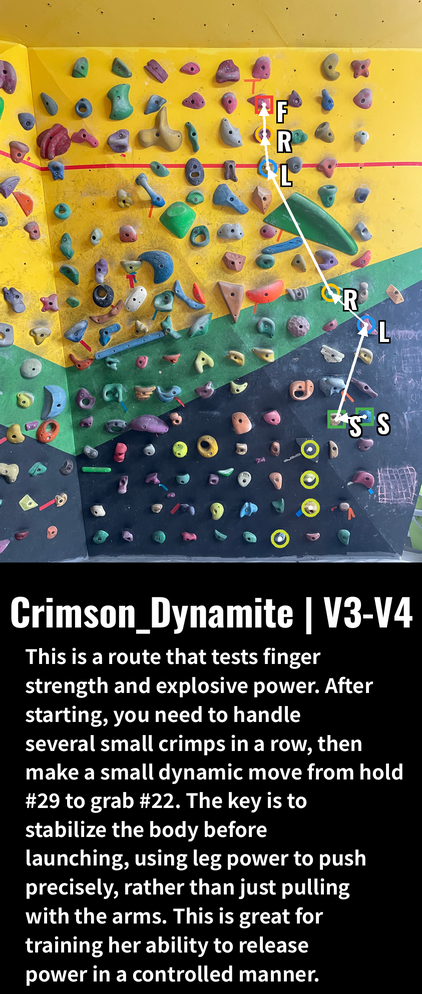 F
R
L
R
L
S S
Crimson_Dynamite | V3-V4
This is a route that tests finger
strength and explosive power. After
starting, you need to handle
several small crimps in a row, then
make a small dynamic move from hold
#29 to grab #22. The key is to
stabilize the body before
launching, using leg power to push
precisely, rather than just pulling
with the arms. This is great for
training her ability to release
power in a controlled manner.